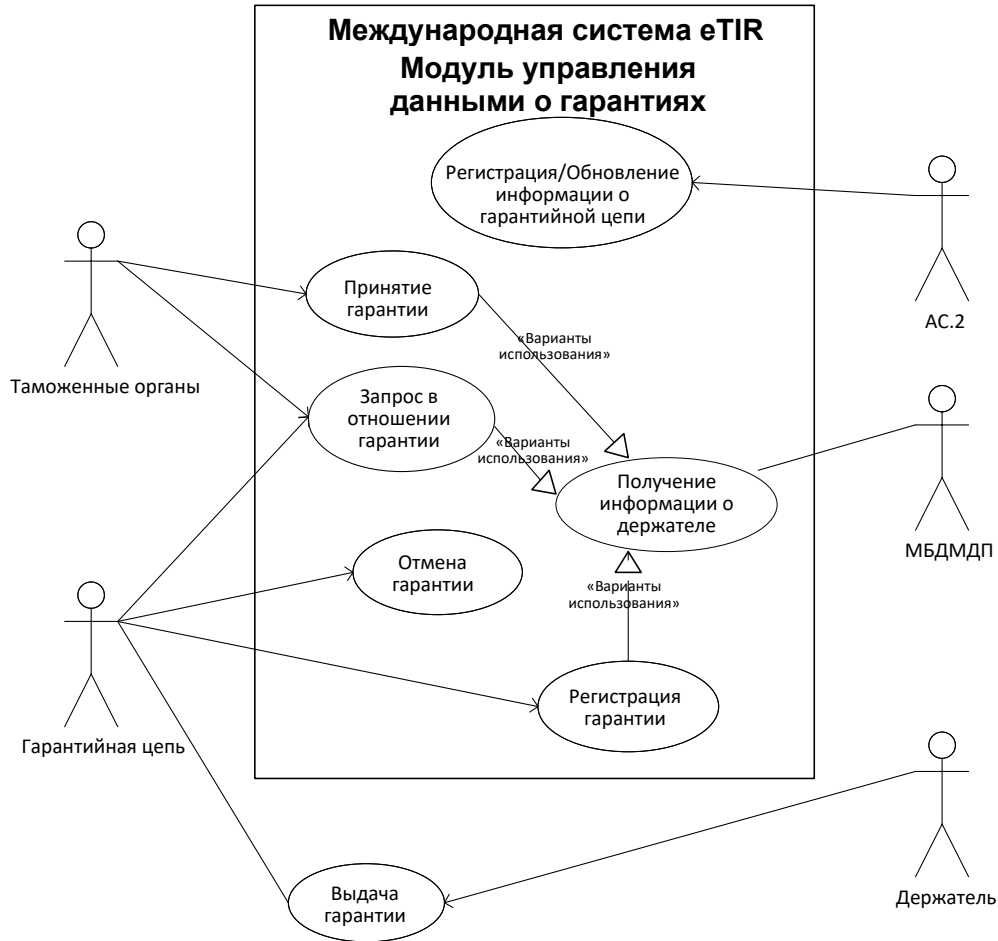 Международная система eTIR
Модуль управления
данными о гарантиях
Регистрация/Обновление
информации о
гарантийной цепи
АС.2
Таможенные органы
Принятие
гарантии
«Варианты
использования»
Запрос в
отношении
гарантии
«Варианты
использования»
Получение
информации о
держателе
МБДМДП
Отмена
гарантии
«Варианты
использования»
Гарантийная цепь
Регистрация
гарантии
Выдача
гарантии
Держатель